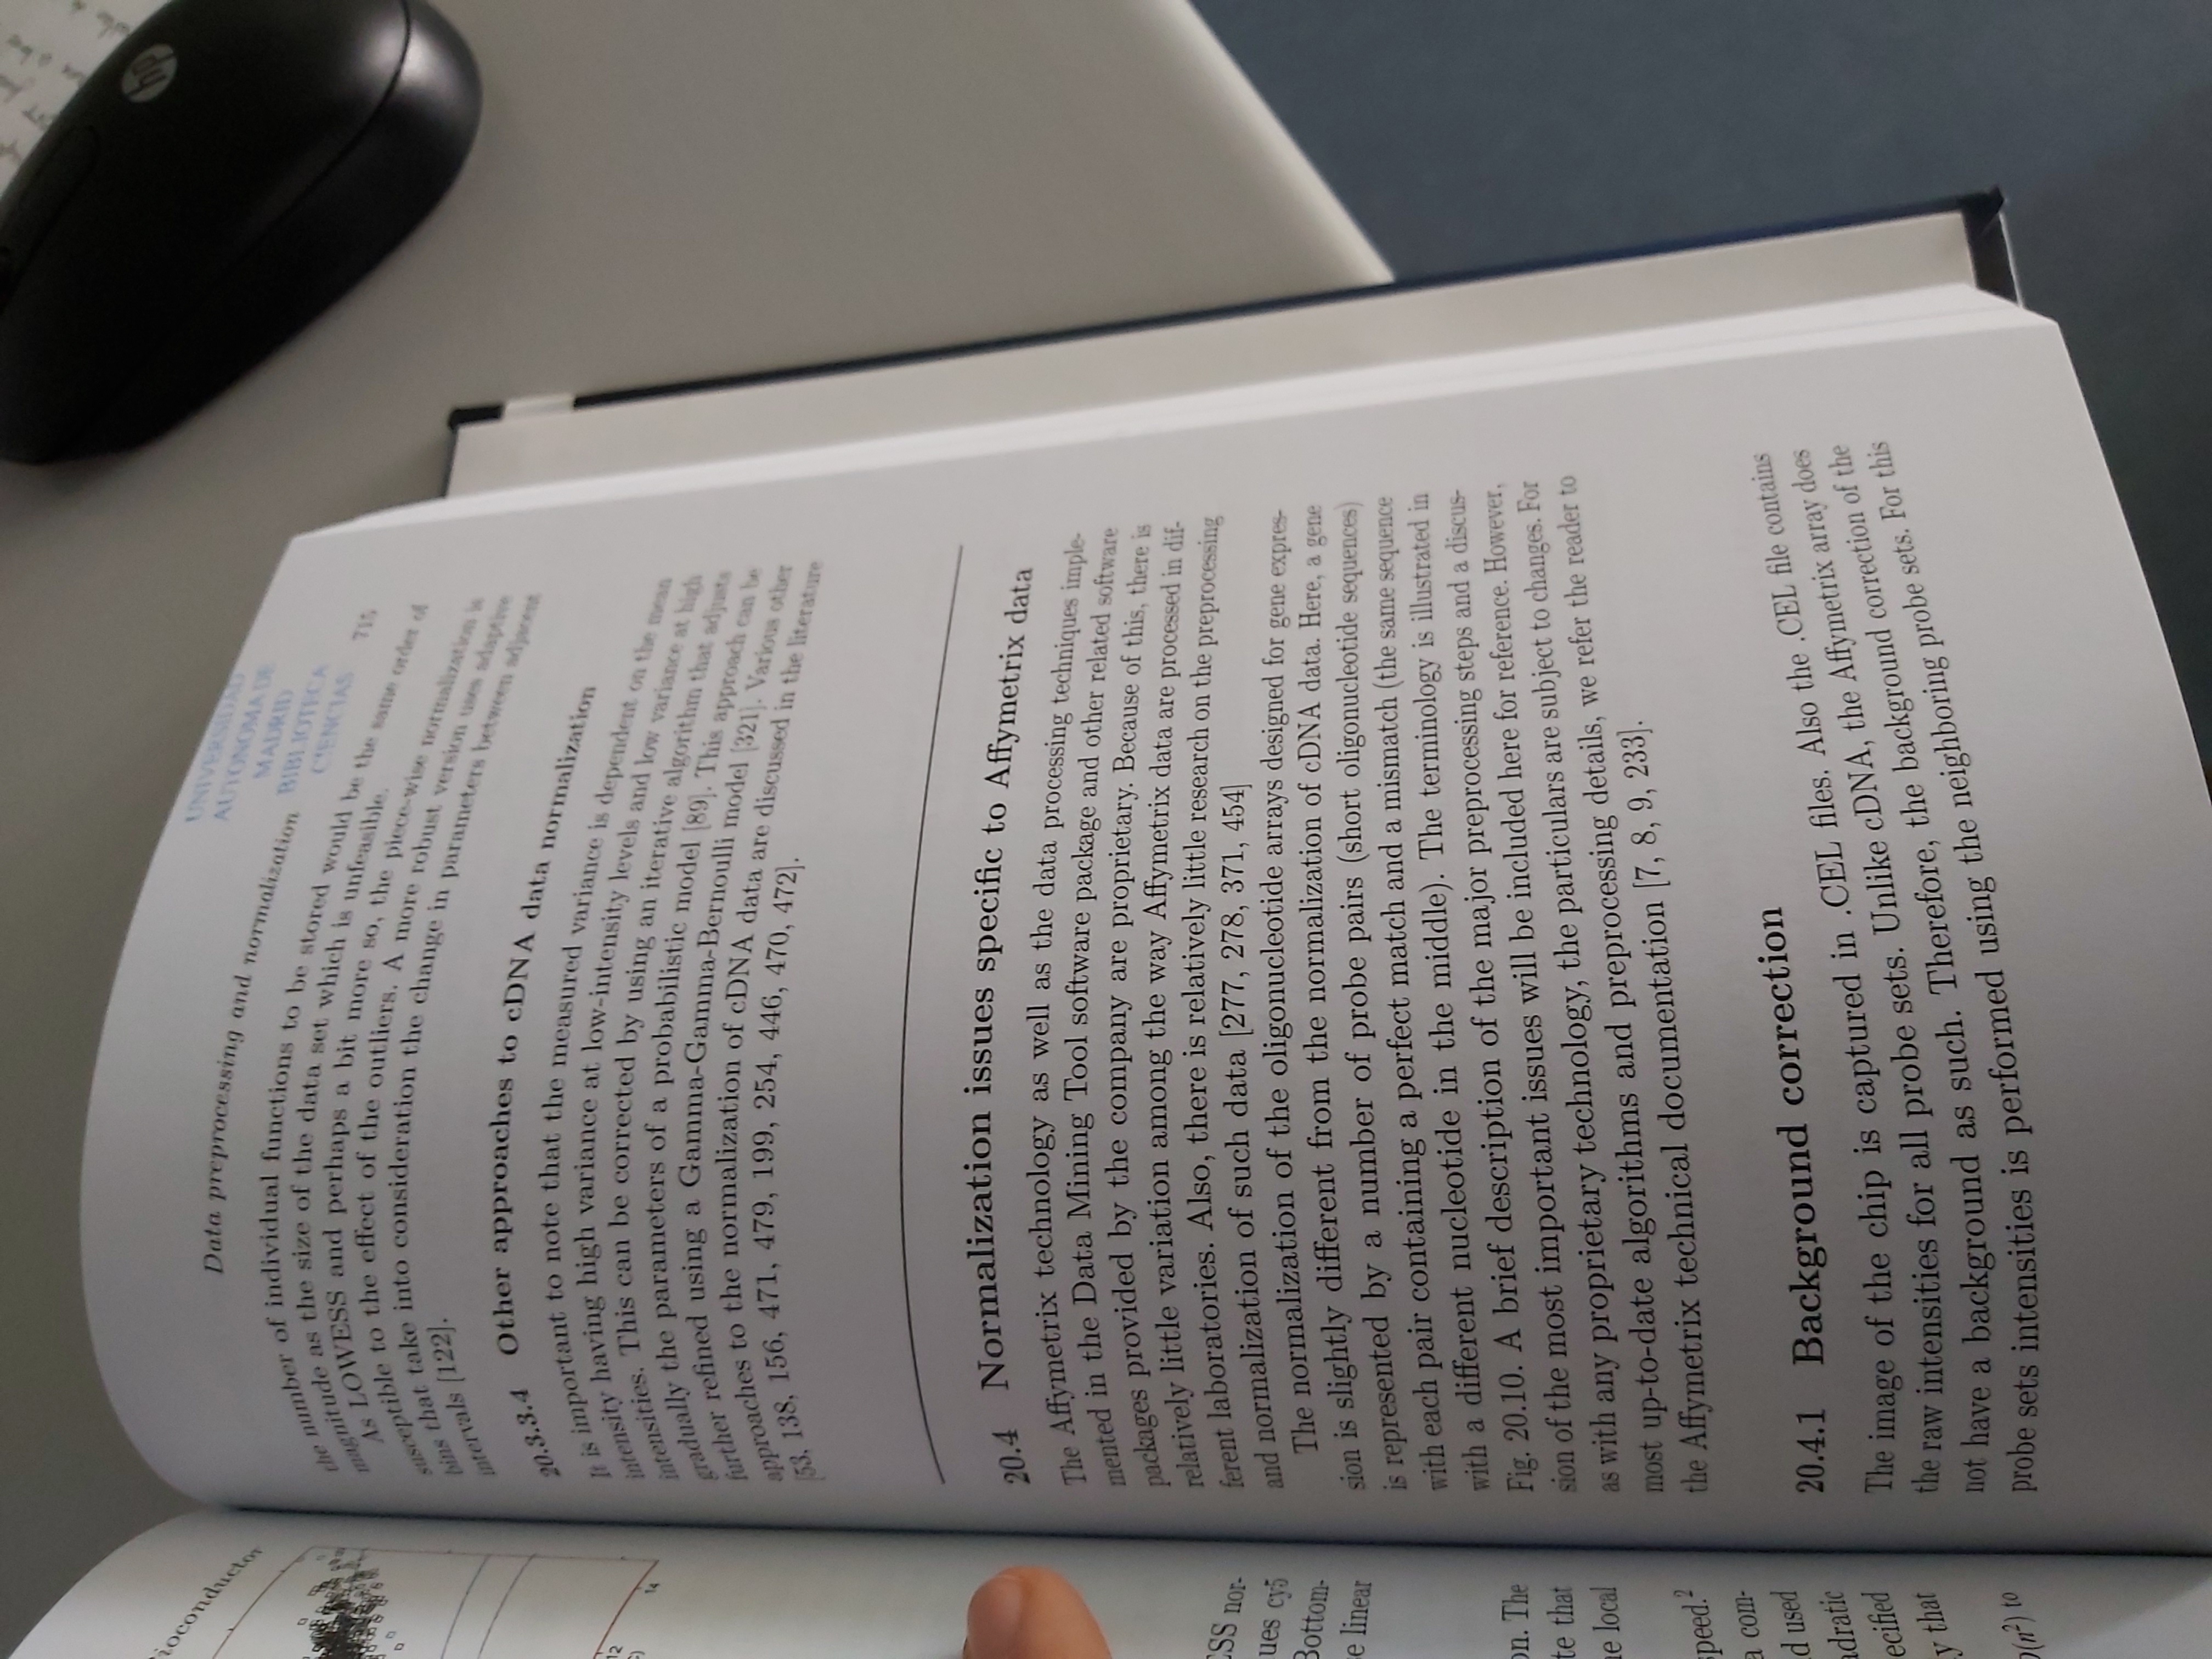 ioconductor
12
14
ESS nor-
ues cy5
Bottom-
e linear
on. The
te that
he local
speed.2
a com-
d used
adratic
ecified
y that
O(n2) to
Data preprocessing and normalization
715
UNIVERSIDAD
AUTONOMA DE
MADRID
BIBLIOTECA
CIENCIAS
the number of individual functions to be stored would be the same order of
magnitude as the size of the data set which is unfeasible.
As LOWESS and perhaps a bit more so, the piece-wise normalization is
susceptible to the effect of the outliers. A more robust version uses adaptive
bins that take into consideration the change in parameters between adjacent
intervals [122].
20.3.3.4 Other approaches to cDNA data normalization
It is important to note that the measured variance is dependent on the mean
intensity having high variance at low-intensity levels and low variance at high
intensities. This can be corrected by using an iterative algorithm that adjusts
gradually the parameters of a probabilistic model [89]. This approach can be
further refined using a Gamma-Gamma-Bernoulli model [321]. Various other
approaches to the normalization of cDNA data are discussed in the literature
[53, 138, 156, 471, 479, 199, 254, 446, 470, 472].
20.4 Normalization issues specific to Affymetrix data
The Affymetrix technology as well as the data processing techniques imple-
mented in the Data Mining Tool software package and other related software
packages provided by the company are proprietary. Because of this, there is
relatively little variation among the way Affymetrix data are processed in dif-
ferent laboratories. Also, there is relatively little research on the preprocessing
and normalization of such data [277, 278, 371, 454]
The normalization of the oligonucleotide arrays designed for gene expres-
sion is slightly different from the normalization of cDNA data. Here, a gene
is represented by a number of probe pairs (short oligonucleotide sequences)
with each pair containing a perfect match and a mismatch (the same sequence
with a different nucleotide in the middle). The terminology is illustrated in
Fig. 20.10. A brief description of the major preprocessing steps and a discus-
sion of the most important issues will be included here for reference. However,
as with any proprietary technology, the particulars are subject to changes. For
most up-to-date algorithms and preprocessing details, we refer the reader to
the Affymetrix technical documentation [7, 8, 9, 233].
20.4.1 Background correction
The image of the chip is captured in .CEL files. Also the .CEL file contains
the raw intensities for all probe sets. Unlike cDNA, the Affymetrix array does
not have a background as such. Therefore, the background correction of the
probe sets intensities is performed using the neighboring probe sets. For this
hp